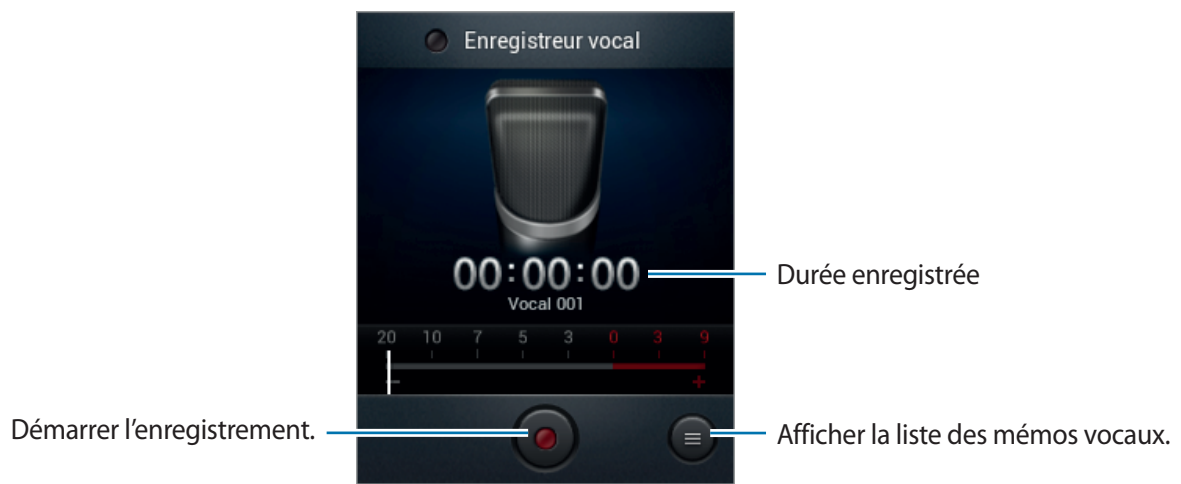 Enregistreur vocal
00:00:00
Durée enregistrée
Vocal 001
20 10 7 5 3 0 3 9
− +
Démarrer l'enregistrement.
Afficher la liste des mémos vocaux.